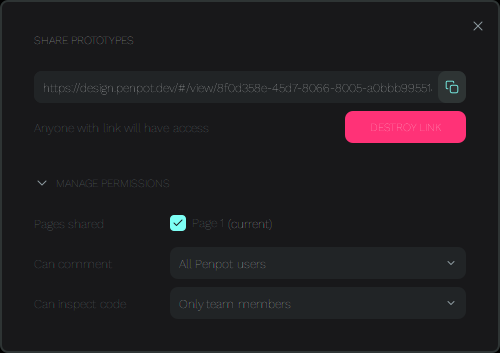 SHARE PROTOTYPES
https://design.penpot.dev/#/view/8f0d358e-45d7-8066-8005-a0bbb99551
Anyone with link will have access
DESTROY LINK
MANAGE PERMISSIONS
Pages shared
Page 1 (current)
Can comment
All Penpot users
Can inspect code
Only team members